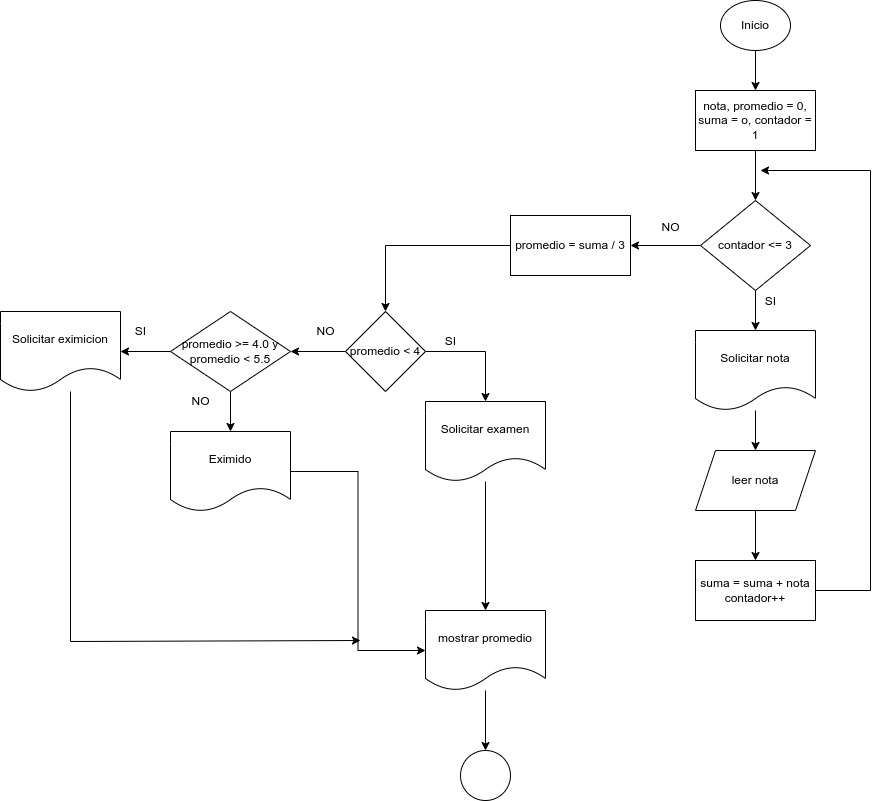 Inicio
nota, promedio = 0,
suma = o, contador =
1
contador <= 3
NO
promedio = suma / 3
SI
Solicitar nota
leer nota
suma = suma + nota
contador++
promedio < 4
NO
SI
promedio >= 4.0 y
promedio < 5.5
SI
Solicitar eximicion
NO
Eximido
Solicitar examen
mostrar promedio